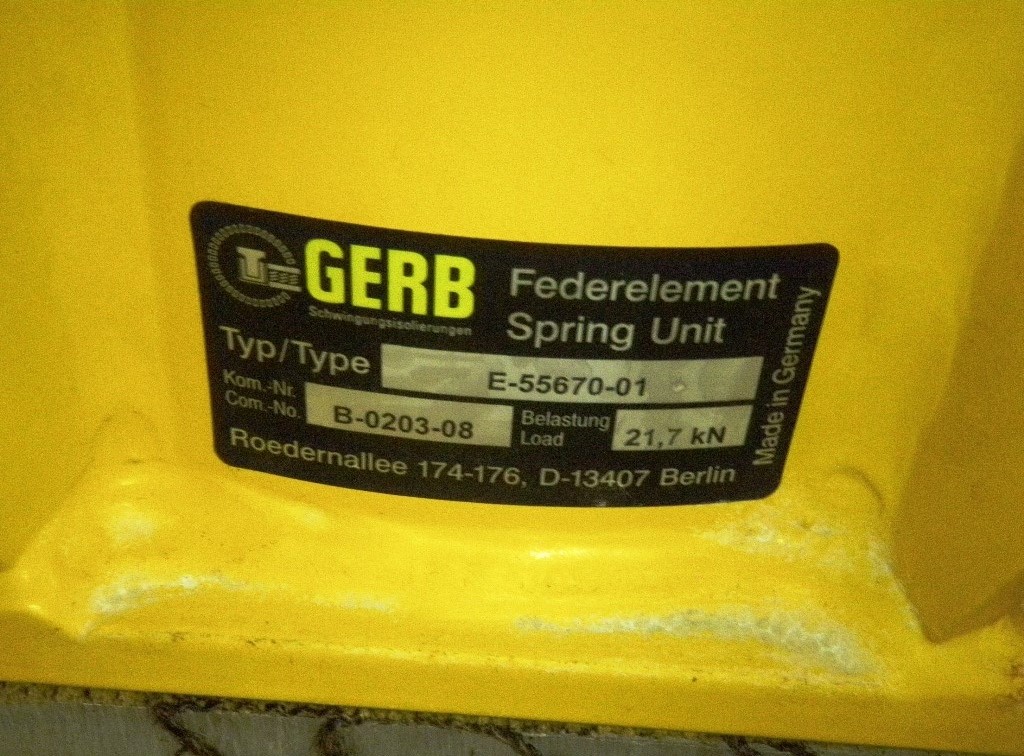 GERB
Schwingungsisolierungen
Federelement
Spring Unit
Typ/Type E-55670-01
Kom.-Nr.
Com.-No. B-0203-08
Belastung
Load 21,7 kN
Roedernallee 174-176, D-13407 Berlin
Made in Germany